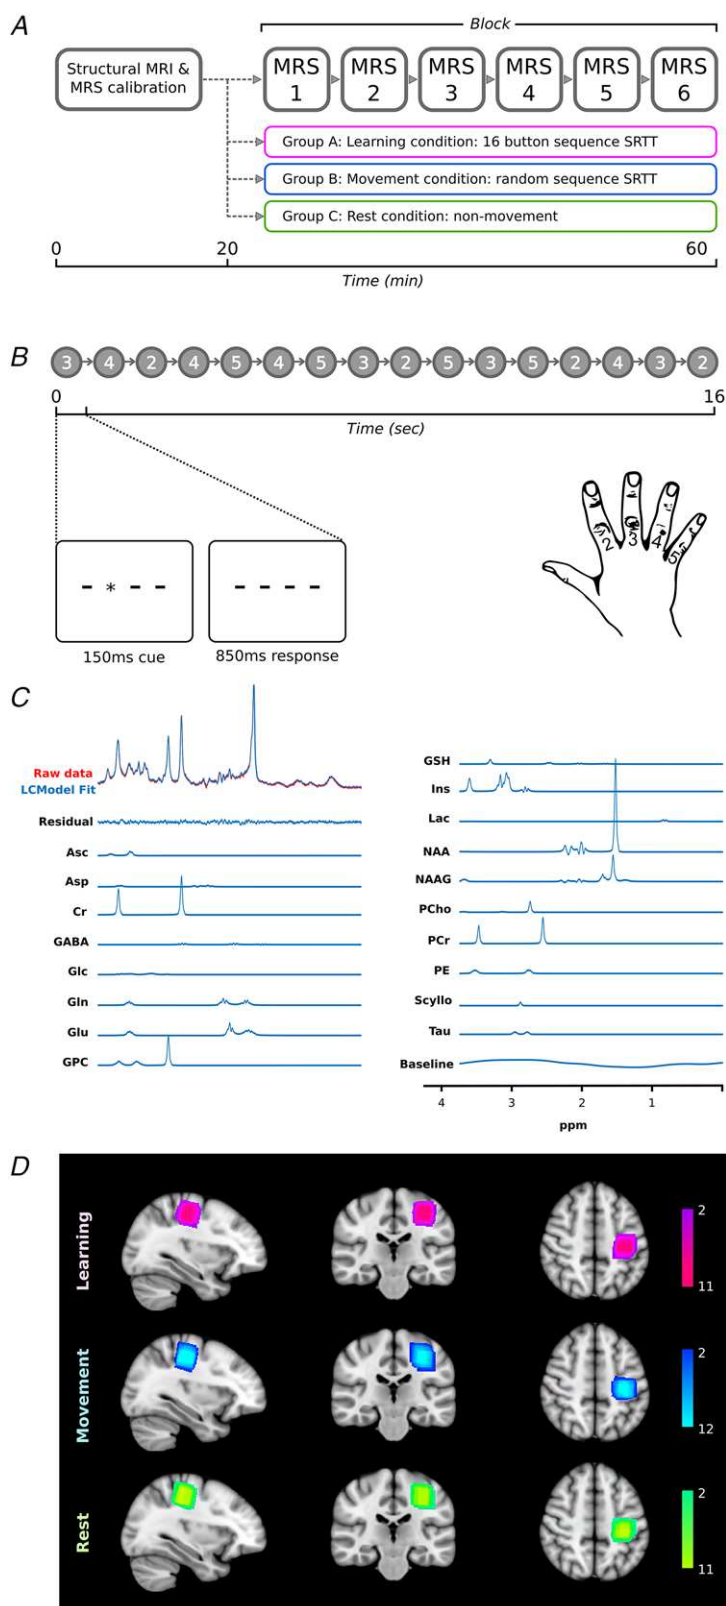 A
Block
Structural MRI &
MRS calibration
MRS
1
MRS
2
MRS
3
MRS
4
MRS
5
MRS
6
Group A: Learning condition: 16 button sequence SRTT
Group B: Movement condition: random sequence SRTT
Group C: Rest condition: non-movement
0 20 60
Time (min)
B
3 4 2 4 5 4 5 3 2 5 3 5 2 4 3 2
0 16
Time (sec)
- * - -
- - - -
150ms cue
850ms response
2 3 4 5
C
Raw data
LCModel Fit
Residual
Asc
Asp
Cr
GABA
Glc
Gln
Glu
GPC
GSH
Ins
Lac
NAA
NAAG
PCho
PCr
PE
Scyllo
Tau
Baseline
4 3 2 1
ppm
D
Learning
2
11
Movement
2
12
Rest
2
11